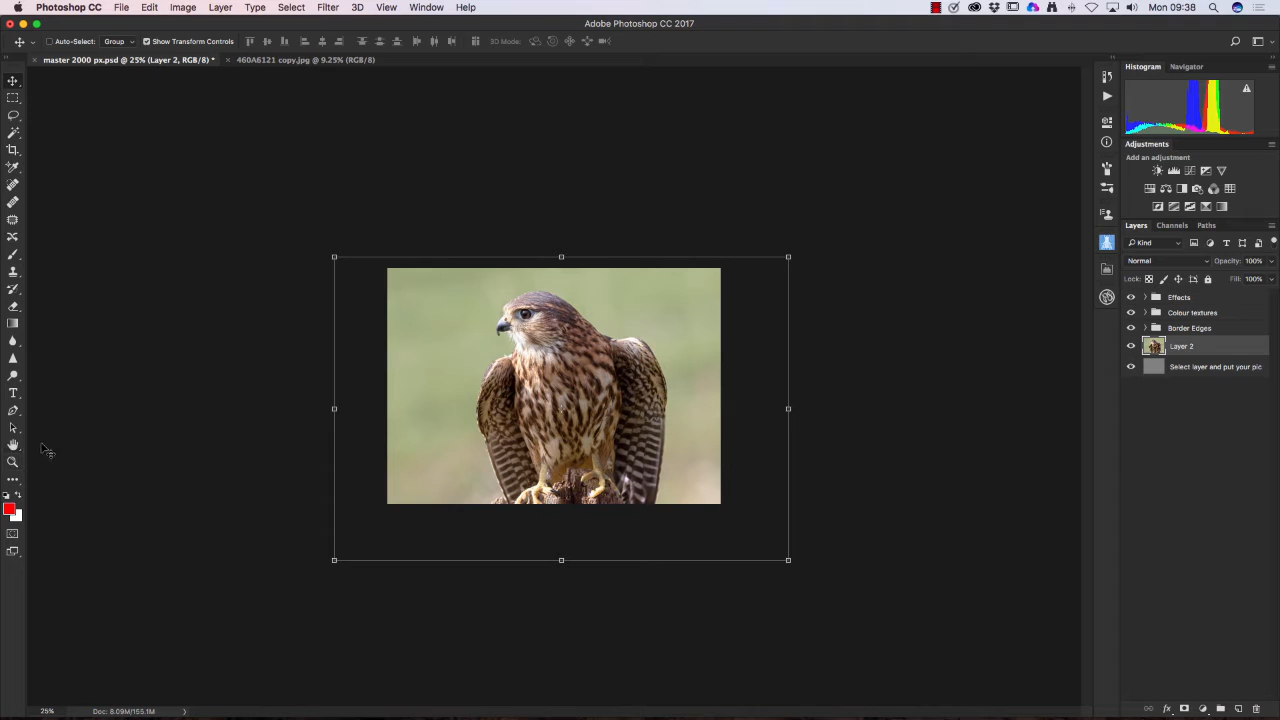 Photoshop CC File Edit Image Layer Type Select Filter 3D View Window Help Mon 09:38
Adobe Photoshop CC 2017
Auto-Select: Group Show Transform Controls 3D Mode:
master 2000 px.psd @ 25% (Layer 2, RGB/8) * 460A6121 copy.jpg @ 9.25% (RGB/8)
Histogram Navigator
Adjustments
Add an adjustment
Layers Channels Paths
Kind
Normal Opacity: 100%
Lock: Fill: 100%
Effects
Colour textures
Border Edges
Layer 2
Select layer and put your pic
25% Doc: 8.09M/155.1M